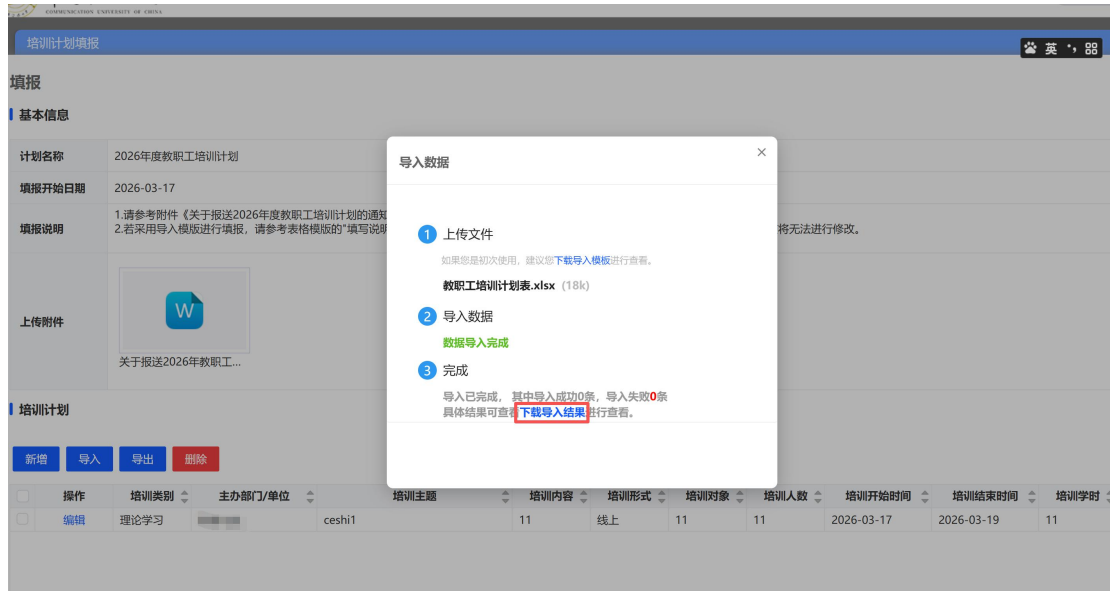 COMMUNICATION UNIVERSITY OF CHINA
培训计划填报
英 •,
填报
基本信息
计划名称 2026年度教职工培训计划
填报开始日期 2026-03-17
填报说明 1.请参考附件《关于报送2026年度教职工培训计划的通知
2.若采用导入模版进行填报，请参考表格模版的"填写说明 将无法进行修改。
上传附件
W
关于报送2026年教职工...
导入数据 ×
1 上传文件
如果您是初次使用，建议您下载导入模板进行查看。
教职工培训计划表.xlsx (18k)
2 导入数据
数据导入完成
3 完成
导入已完成， 其中导入成功0条，导入失败0条
具体结果可查看下载导入结果进行查看。
培训计划
新增 导入 导出 删除
操作 培训类别 主办部门/单位 培训主题 培训内容 培训形式 培训对象 培训人数 培训开始时间 培训结束时间 培训学时
编辑 理论学习 ceshi1 11 线上 11 11 2026-03-17 2026-03-19 11